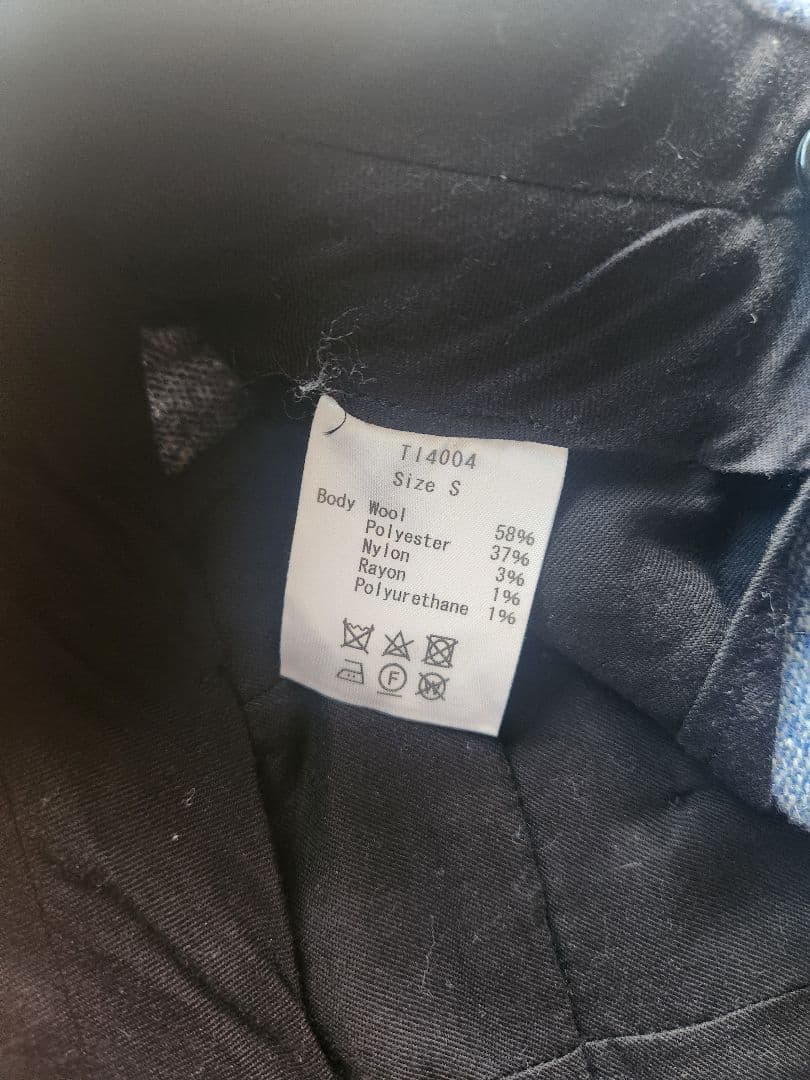 TI4004
Size S
Body Wool 58%
Polyester 37%
Nylon 3%
Rayon 1%
Polyurethane 1%
F
W